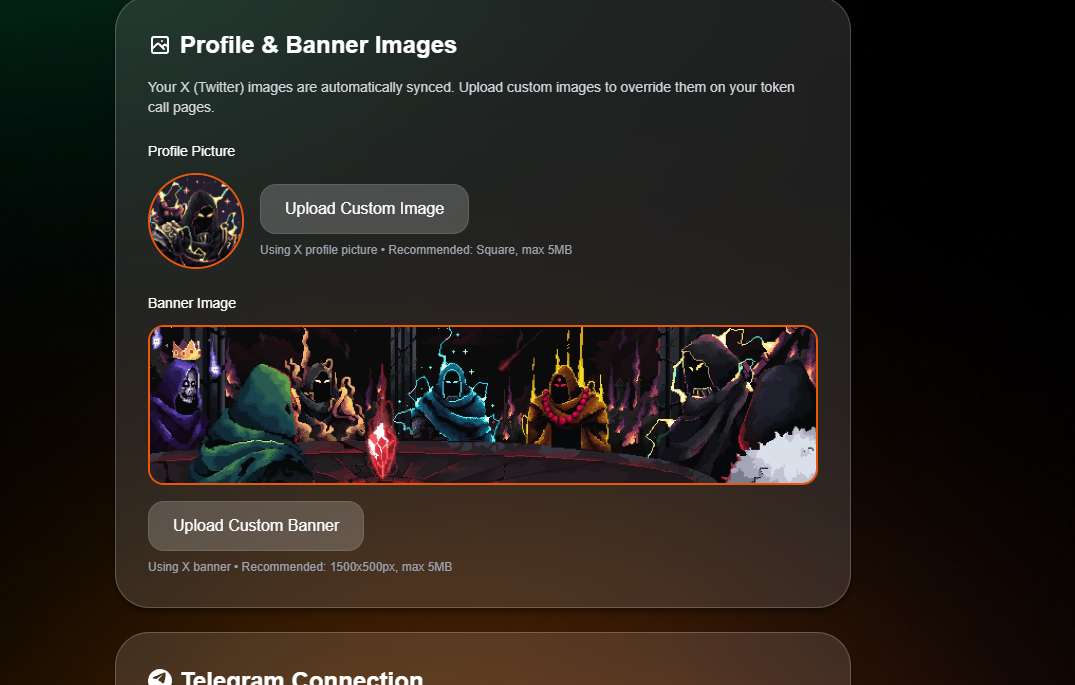 Profile & Banner Images
Your X (Twitter) images are automatically synced. Upload custom images to override them on your token
call pages.
Profile Picture
Upload Custom Image
Using X profile picture • Recommended: Square, max 5MB
Banner Image
Upload Custom Banner
Using X banner • Recommended: 1500x500px, max 5MB
Telegram Connection